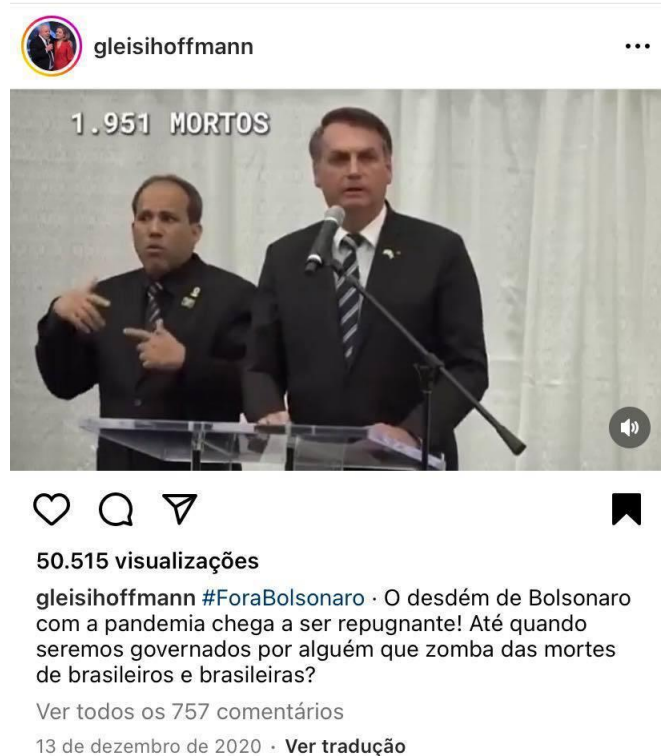 gleisihoffmann
1.951 MORTOS
50.515 visualizações
gleisihoffmann #ForaBolsonaro · O desdém de Bolsonaro
com a pandemia chega a ser repugnante! Até quando
seremos governados por alguém que zomba das mortes
de brasileiros e brasileiras?
Ver todos os 757 comentários
13 de dezembro de 2020 · Ver tradução